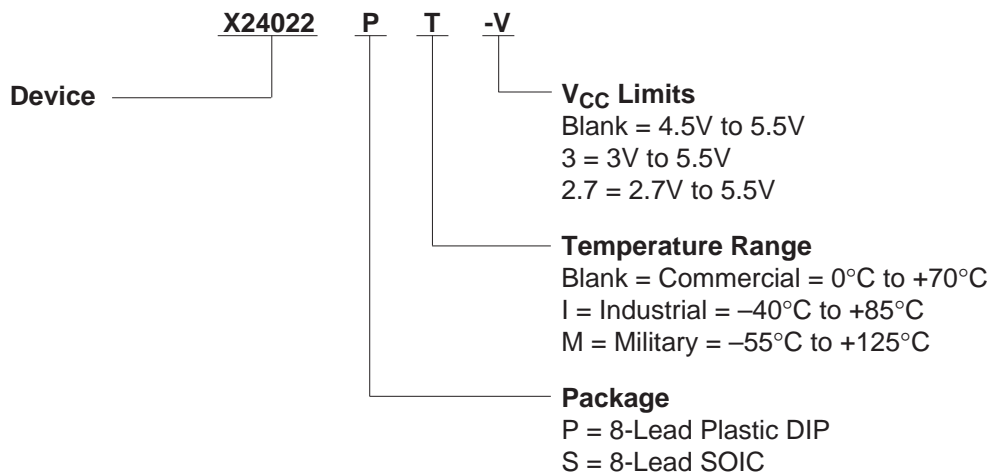 X24022 P T -V
Device
VCC Limits
Blank = 4.5V to 5.5V
3 = 3V to 5.5V
2.7 = 2.7V to 5.5V
Temperature Range
Blank = Commercial = 0°C to +70°C
I = Industrial = –40°C to +85°C
M = Military = –55°C to +125°C
Package
P = 8-Lead Plastic DIP
S = 8-Lead SOIC